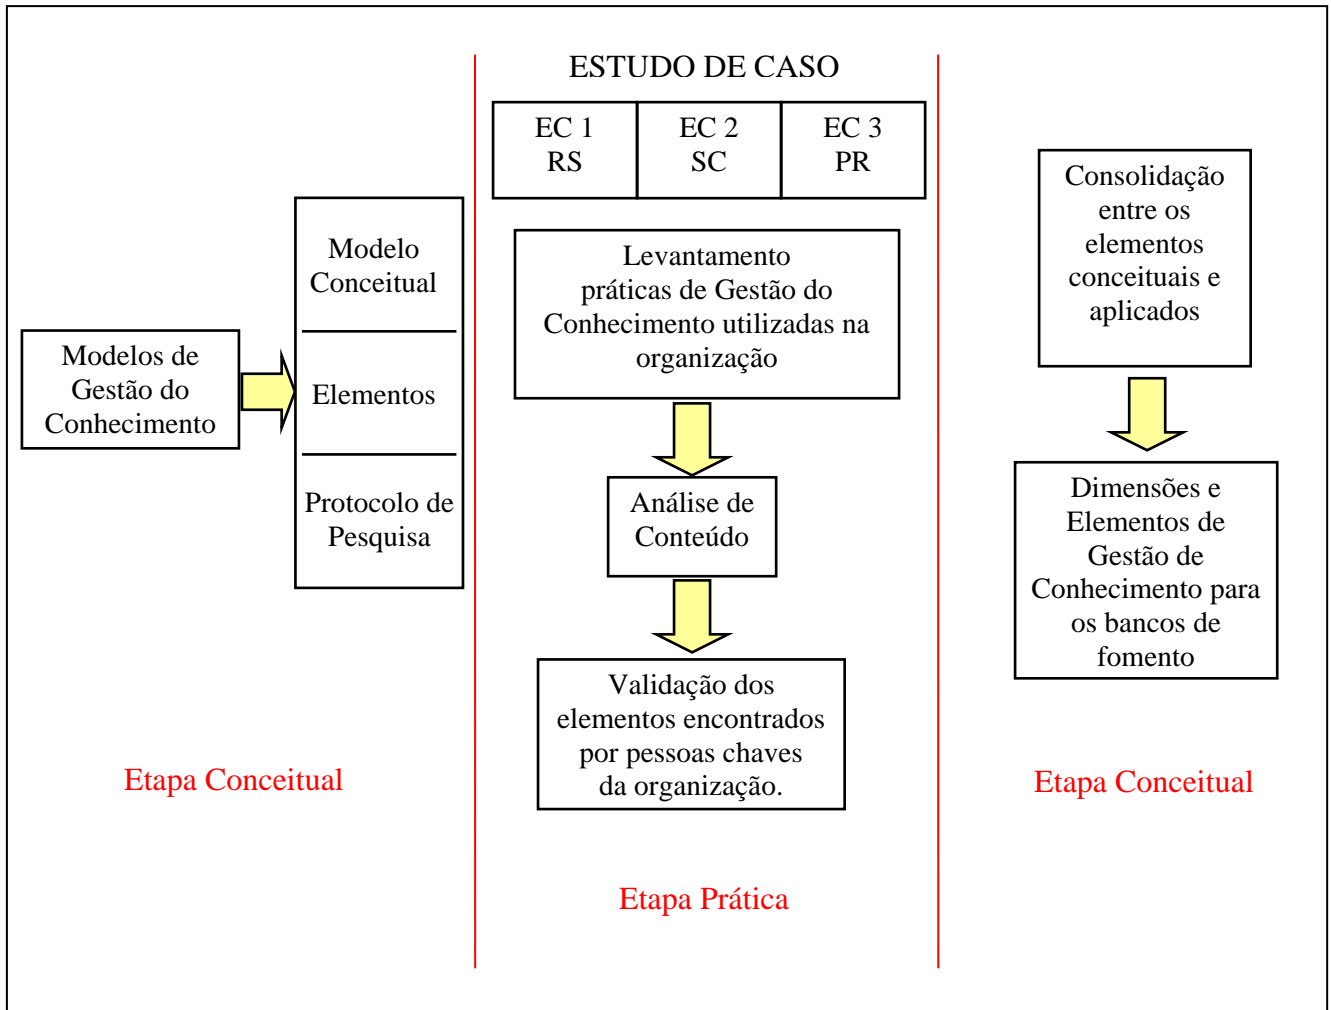 Modelos de
Gestão do
Conhecimento
Modelo
Conceitual
Elementos
Protocolo de
Pesquisa
Etapa Conceitual
ESTUDO DE CASO
EC 1
RS
EC 2
SC
EC 3
PR
Levantamento
práticas de Gestão do
Conhecimento utilizadas na
organização
Análise de
Conteúdo
Validação dos
elementos encontrados
por pessoas chaves
da organização.
Etapa Prática
Consolidação
entre os
elementos
conceituais e
aplicados
Dimensões e
Elementos de
Gestão de
Conhecimento para
os bancos de
fomento
Etapa Conceitual